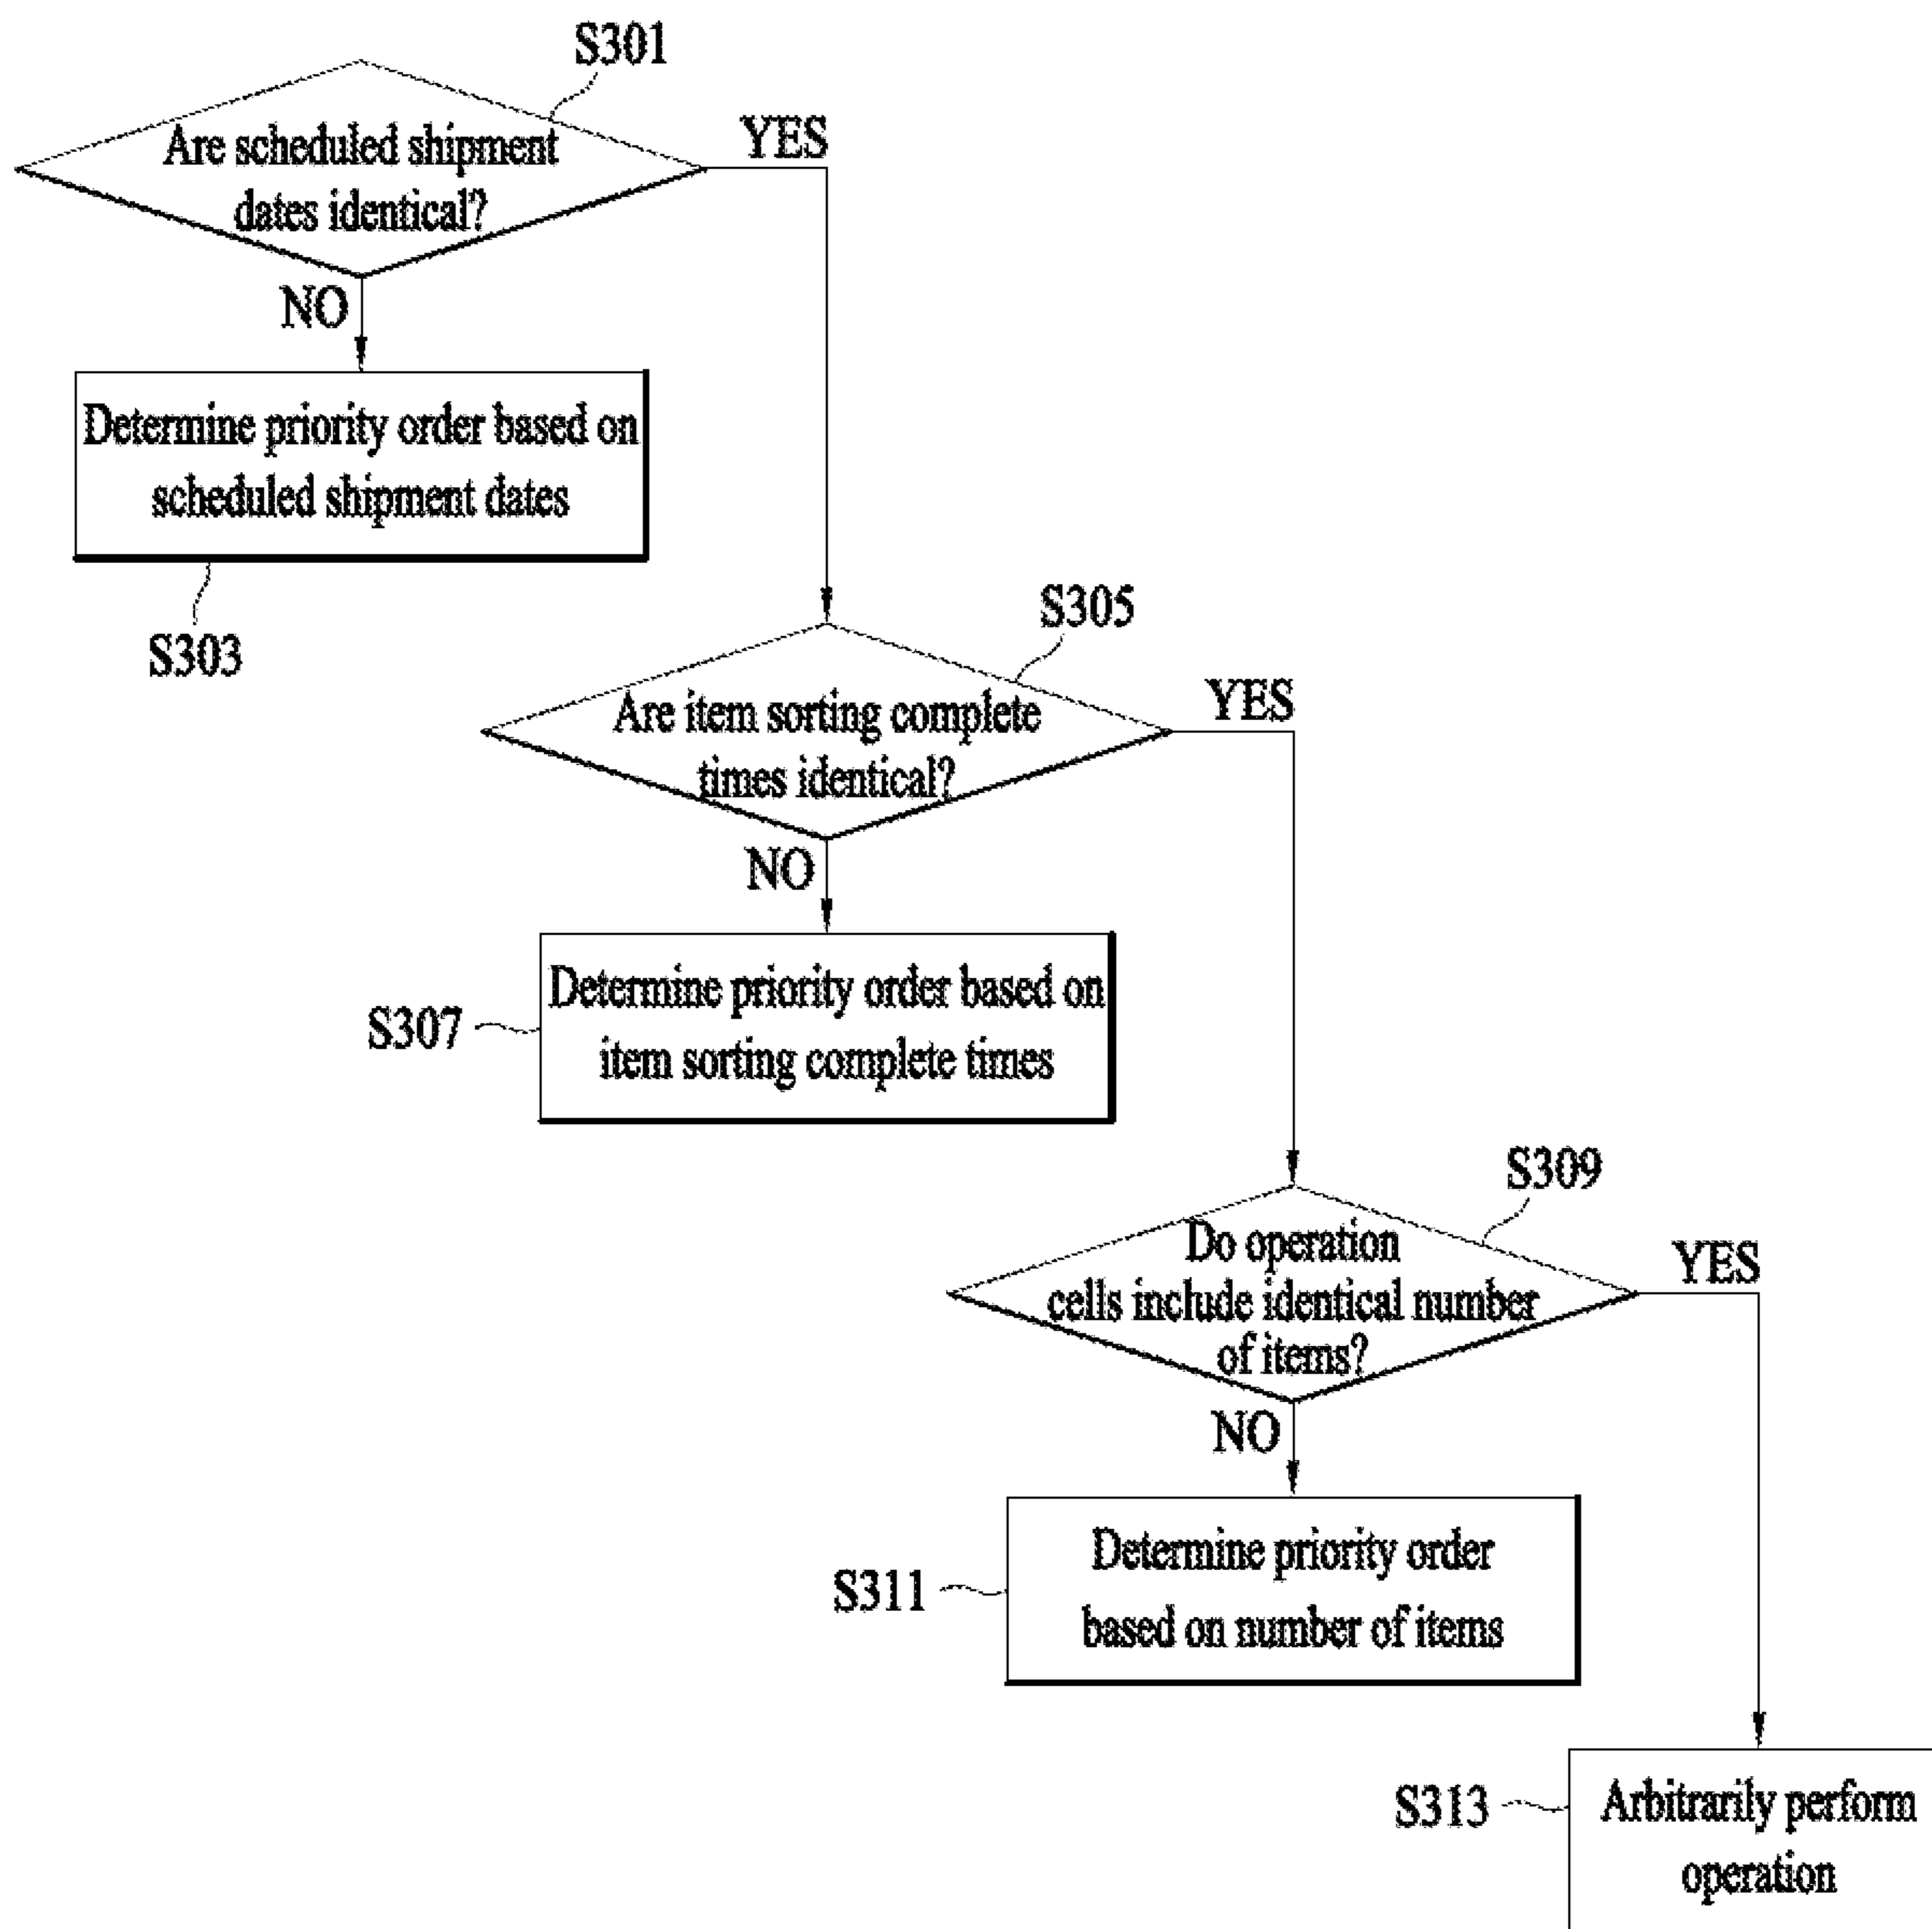 S301
Are scheduled shipment
dates identical?
YES
NO
Determine priority order based on
scheduled shipment dates
S303
S305
Are item sorting complete
times identical?
YES
NO
Determine priority order based on
item sorting complete times
S307
S309
Do operation
cells include identical number
of items?
YES
NO
Determine priority order
based on number of items
S311
S313
Arbitrarily perform
operation